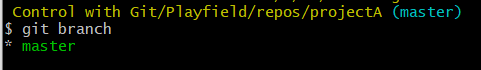 Control with Git/Playfield/repos/projectA (master)
$ git branch
* master